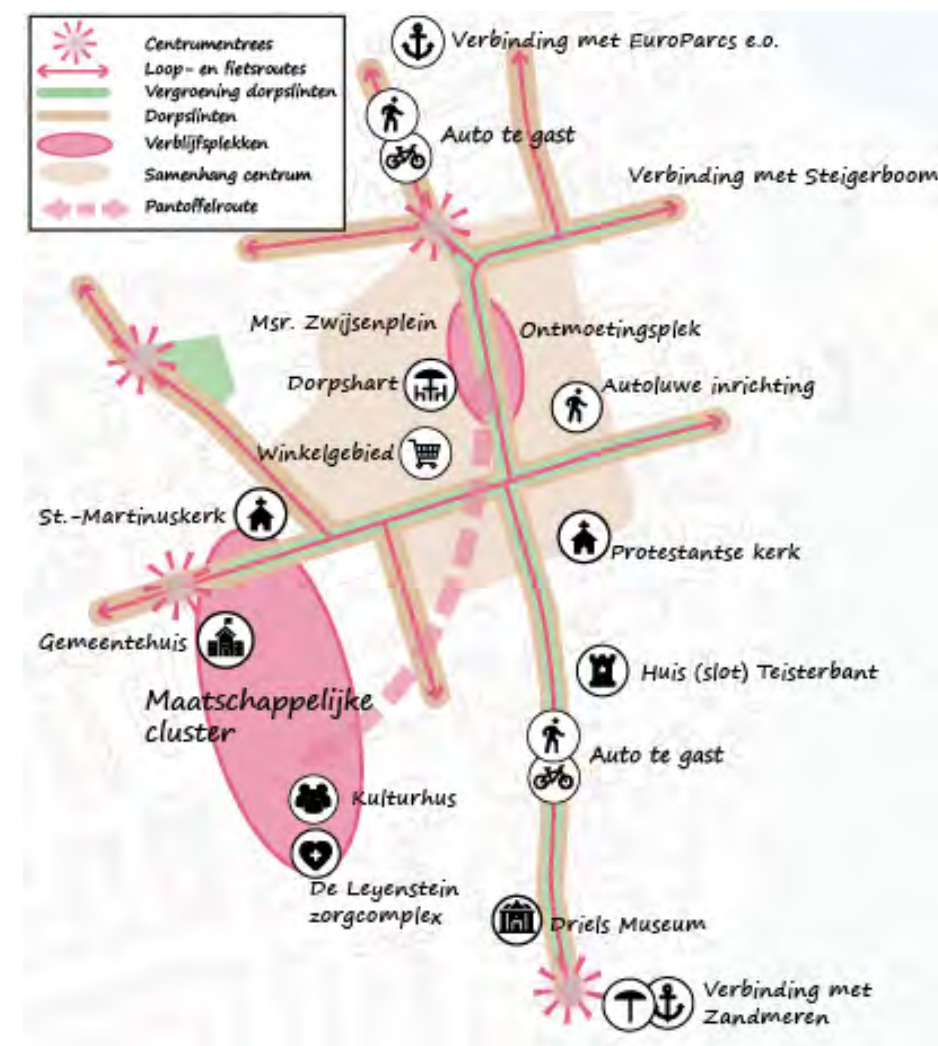 Centrumentrees
Loop- en fietsroutes
Vergroening dorpslinten
Dorpslinten
Verblijfsplekken
Samenhang centrum
Pantoffelroute
Verbinding met EuroParcs e.o.
Auto te gast
Verbinding met Steigerboom
Msr. Zwijsenplein
Ontmoetingsplek
Dorpshart
Autoluwe inrichting
Winkelgebied
St.-Martinuskerk
Protestantse kerk
Gemeentehuis
Huis (slot) Teisterbant
Maatschappelijke
cluster
Auto te gast
Kulturhus
De Leyenstein
zorgcomplex
Driels Museum
Verbinding met
Zandmeren